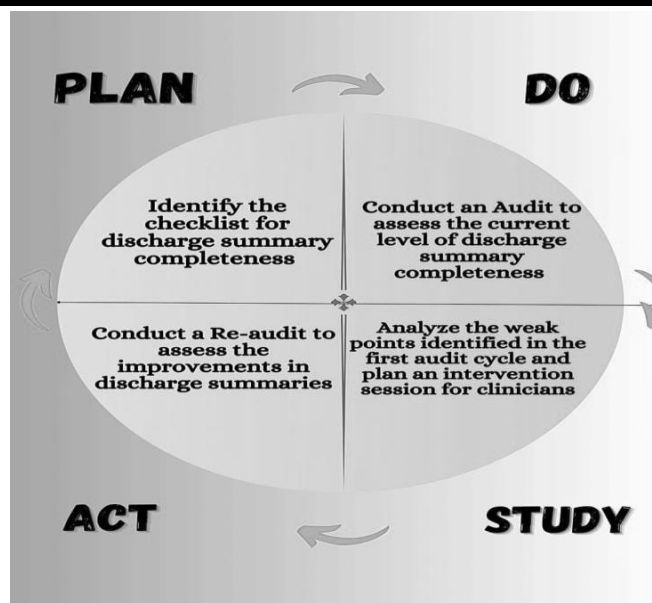 PLAN
DO
Identify the
checklist for
discharge summary
completeness
Conduct an Audit to
assess the current
level of discharge
summary
completeness
Conduct a Re-audit to
assess the
improvements in
discharge summaries
Analyze the weak
points identified in the
first audit cycle and
plan an intervention
session for clinicians
ACT
STUDY